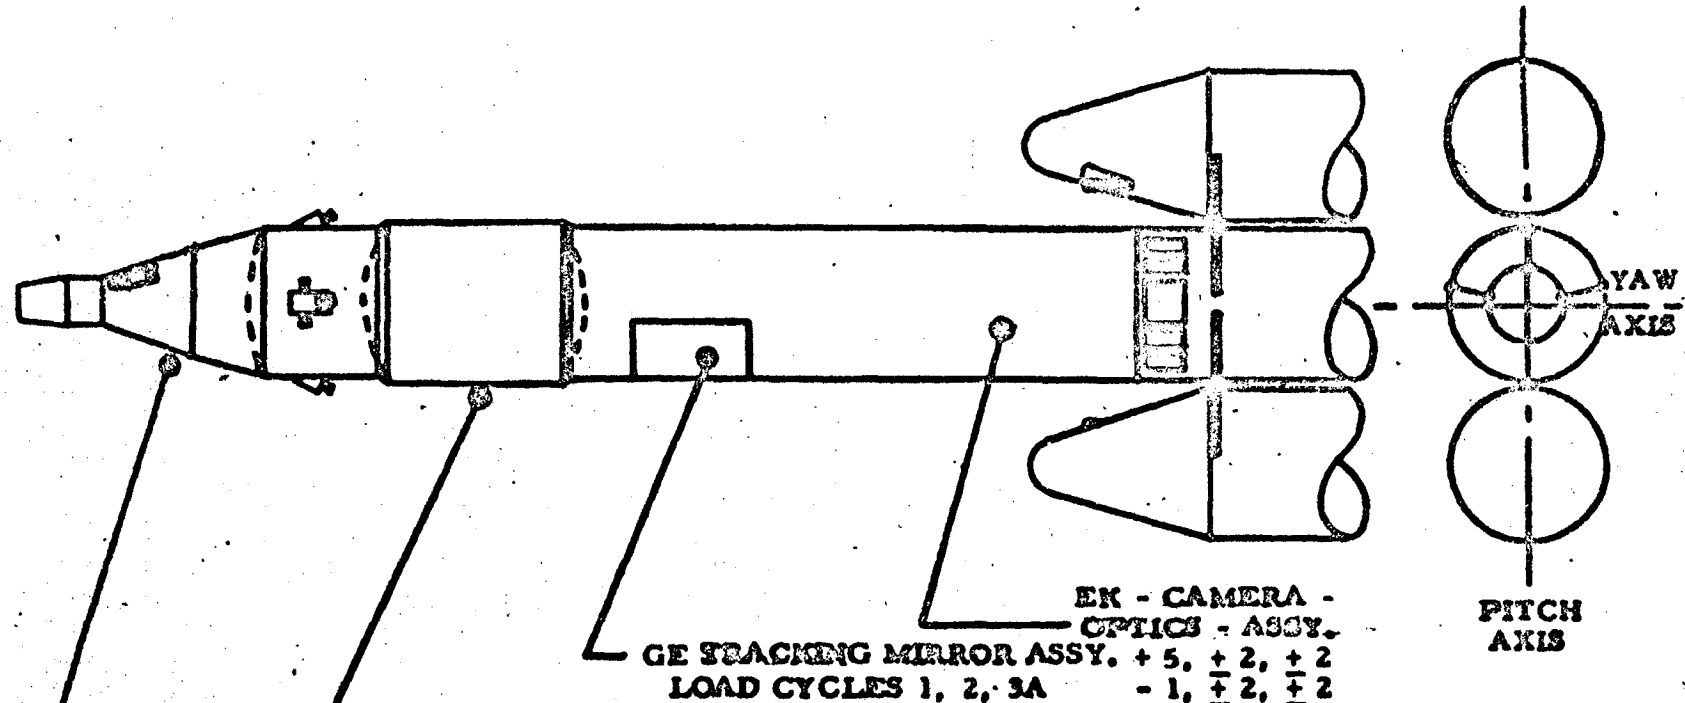 YAW
AXIS
EK - CAMERA -
OPTICS - ASSY.
PITCH
AXIS
GE TRACKING MIRROR ASSY. + 5, ± 2, ± 2
LOAD CYCLES 1, 2, 3A - 1, ± 2, ± 2